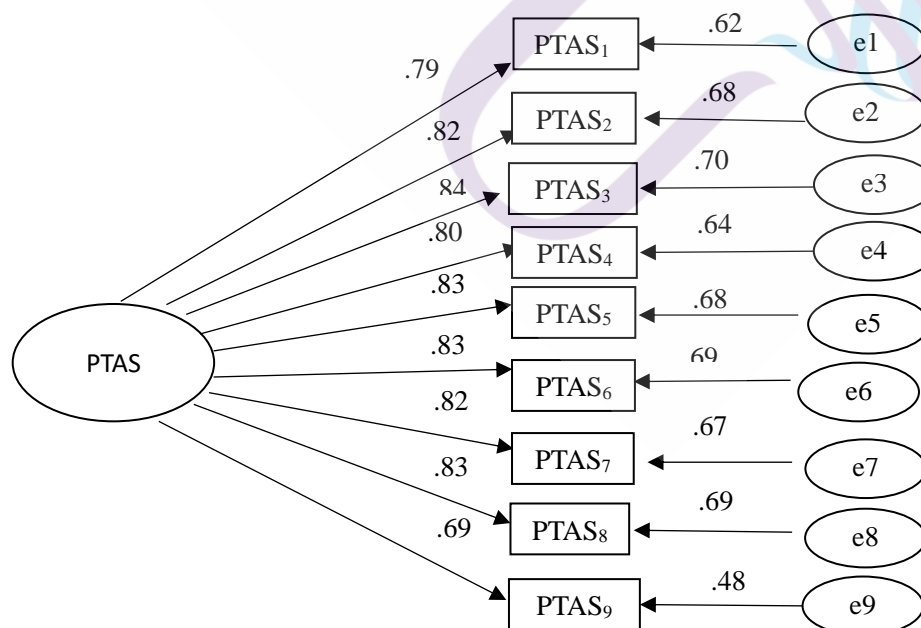 .62
PTAS₁
e1
.79
.68
.82
PTAS₂
e2
.70
84
PTAS₃
e3
.80
.64
PTAS₄
e4
.83
.68
PTAS₅
e5
.83
69
PTAS
PTAS₆
e6
.82
.67
PTAS₇
e7
.83
.69
PTAS₈
e8
.69
.48
PTAS₉
e9